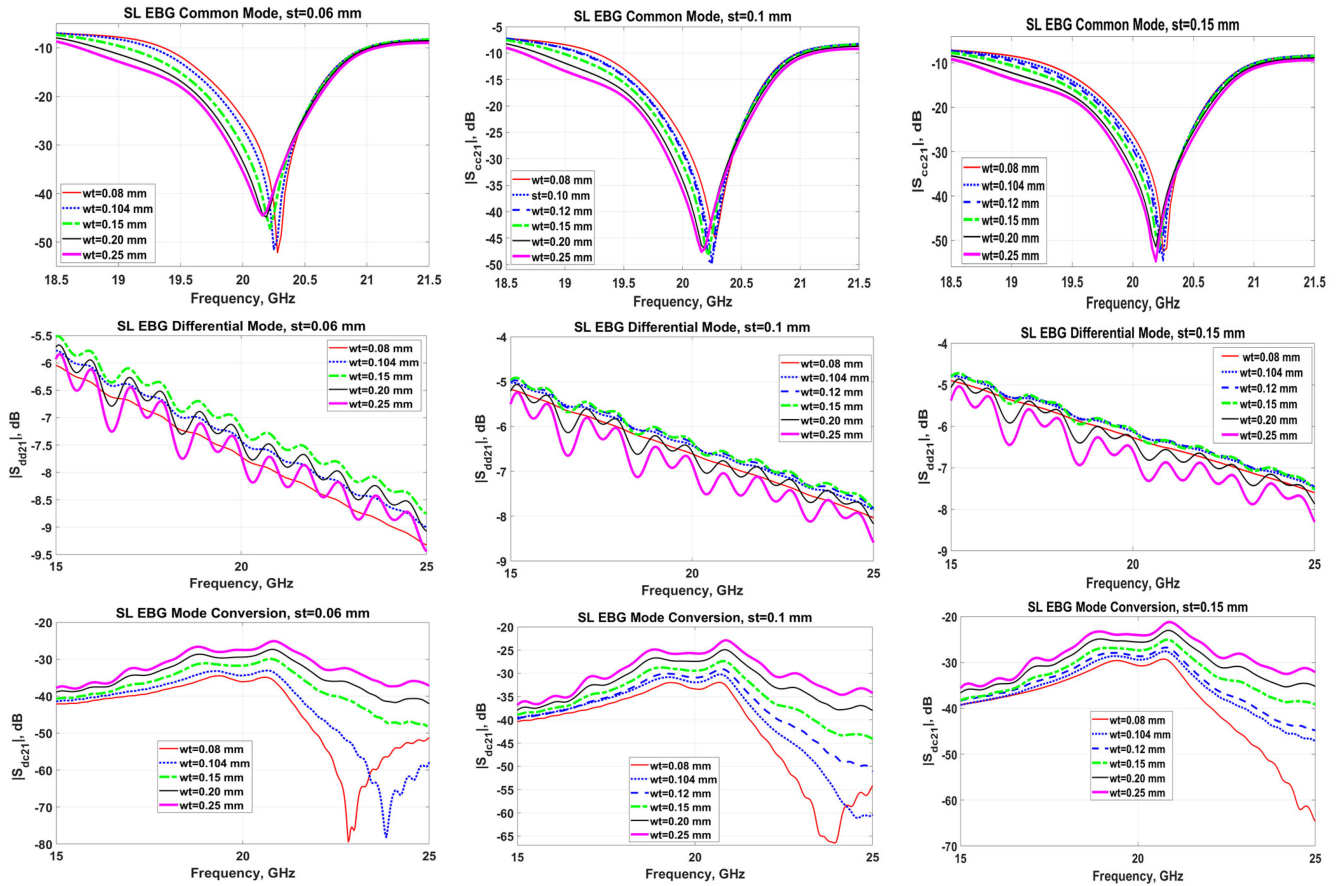 SL EBG Common Mode, st=0.06 mm
-10
-20
-30
-40
-50
wt=0.08 mm
wt=0.104 mm
wt=0.15 mm
wt=0.20 mm
wt=0.25 mm
18.5 19 19.5 20 20.5 21 21.5
Frequency, GHz
SL EBG Common Mode, st=0.1 mm
|Scc21|, dB
-5
-10
-15
-20
-25
-30
-35
-40
-45
-50
wt=0.08 mm
st=0.10 mm
wt=0.12 mm
wt=0.15 mm
wt=0.20 mm
wt=0.25 mm
18.5 19 19.5 20 20.5 21 21.5
Frequency, GHz
SL EBG Common Mode, st=0.15 mm
|Scc21|, dB
-10
-20
-30
-40
-50
wt=0.08 mm
wt=0.104 mm
wt=0.12 mm
wt=0.15 mm
wt=0.20 mm
wt=0.25 mm
18.5 19 19.5 20 20.5 21 21.5
Frequency, GHz
SL EBG Differential Mode, st=0.06 mm
|Sdd21|, dB
-5.5
-6
-6.5
-7
-7.5
-8
-8.5
-9
-9.5
wt=0.08 mm
wt=0.104 mm
wt=0.15 mm
wt=0.20 mm
wt=0.25 mm
15 20 25
Frequency, GHz
SL EBG Differential Mode, st=0.1 mm
|Sdd21|, dB
-4
-5
-6
-7
-8
-9
wt=0.08 mm
wt=0.104 mm
wt=0.12 mm
wt=0.15 mm
wt=0.20 mm
wt=0.25 mm
15 20 25
Frequency, GHz
SL EBG Differential Mode, st=0.15 mm
|Sdd21|, dB
-4
-5
-6
-7
-8
-9
wt=0.08 mm
wt=0.104 mm
wt=0.12 mm
wt=0.15 mm
wt=0.20 mm
wt=0.25 mm
15 20 25
Frequency, GHz
SL EBG Mode Conversion, st=0.06 mm
|Sdc21|, dB
-20
-30
-40
-50
-60
-70
-80
wt=0.08 mm
wt=0.104 mm
wt=0.15 mm
wt=0.20 mm
wt=0.25 mm
15 20 25
Frequency, GHz
SL EBG Mode Conversion, st=0.1 mm
|Sdc21|, dB
-20
-25
-30
-35
-40
-45
-50
-55
-60
-65
wt=0.08 mm
wt=0.104 mm
wt=0.12 mm
wt=0.15 mm
wt=0.20 mm
wt=0.25 mm
15 20 25
Frequency, GHz
SL EBG Mode Conversion, st=0.15 mm
|Sdc21|, dB
-20
-30
-40
-50
-60
-70
wt=0.08 mm
wt=0.104 mm
wt=0.12 mm
wt=0.15 mm
wt=0.20 mm
wt=0.25 mm
15 20 25
Frequency, GHz